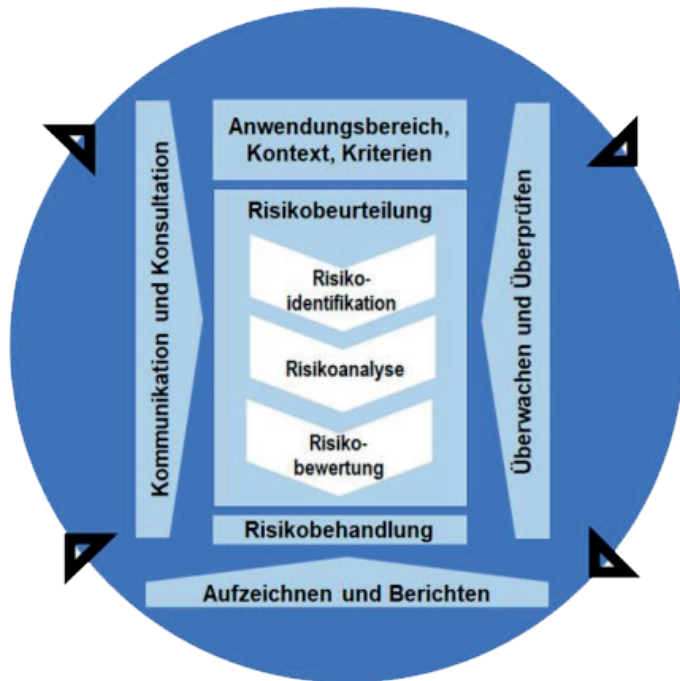 Anwendungsbereich,
Kontext, Kriterien
Kommunikation und Konsultation
Risikobeurteilung
Risiko-
identifikation
Risikoanalyse
Risiko-
bewertung
Überwachen und Überprüfen
Risikobehandlung
Aufzeichnen und Berichten